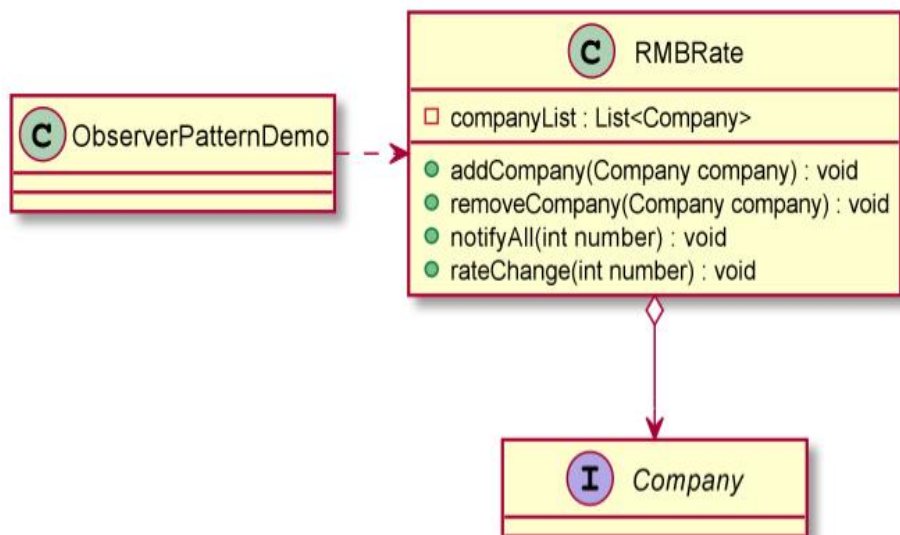 C RMBRate
companyList : List<Company>
C ObserverPatternDemo
addCompany(Company company) : void
removeCompany(Company company) : void
notifyAll(int number) : void
rateChange(int number) : void
I Company